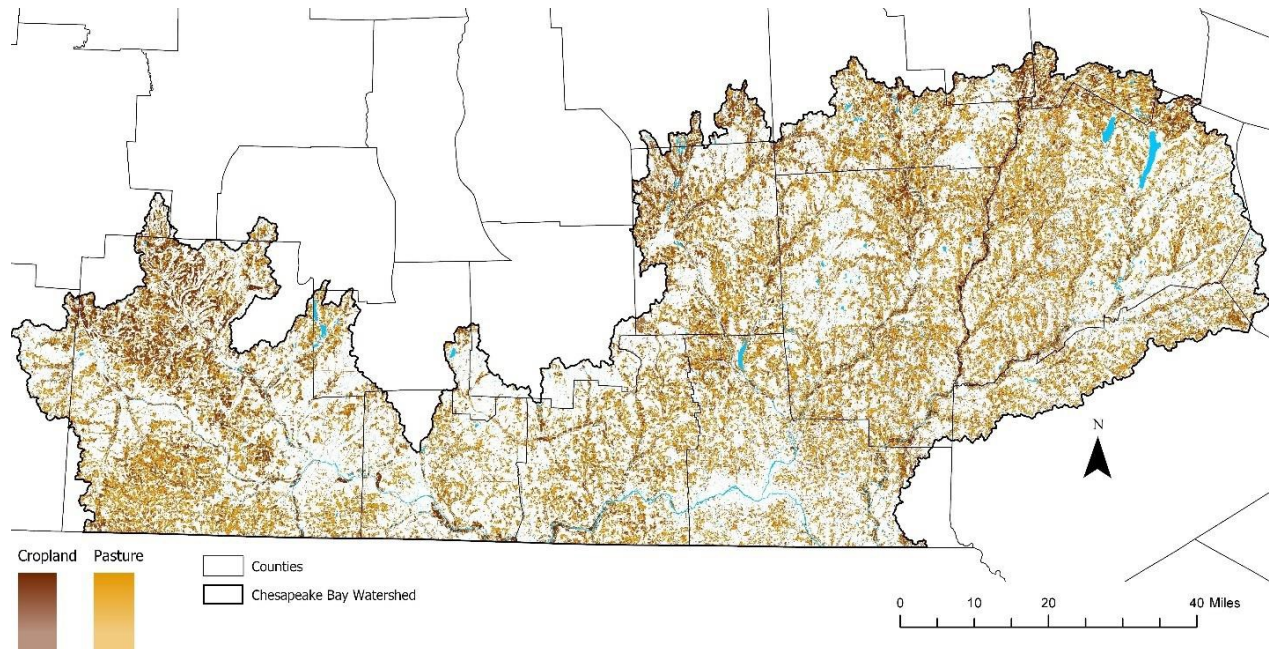 N
Cropland Pasture
Counties
Chesapeake Bay Watershed
0 10 20 40 Miles